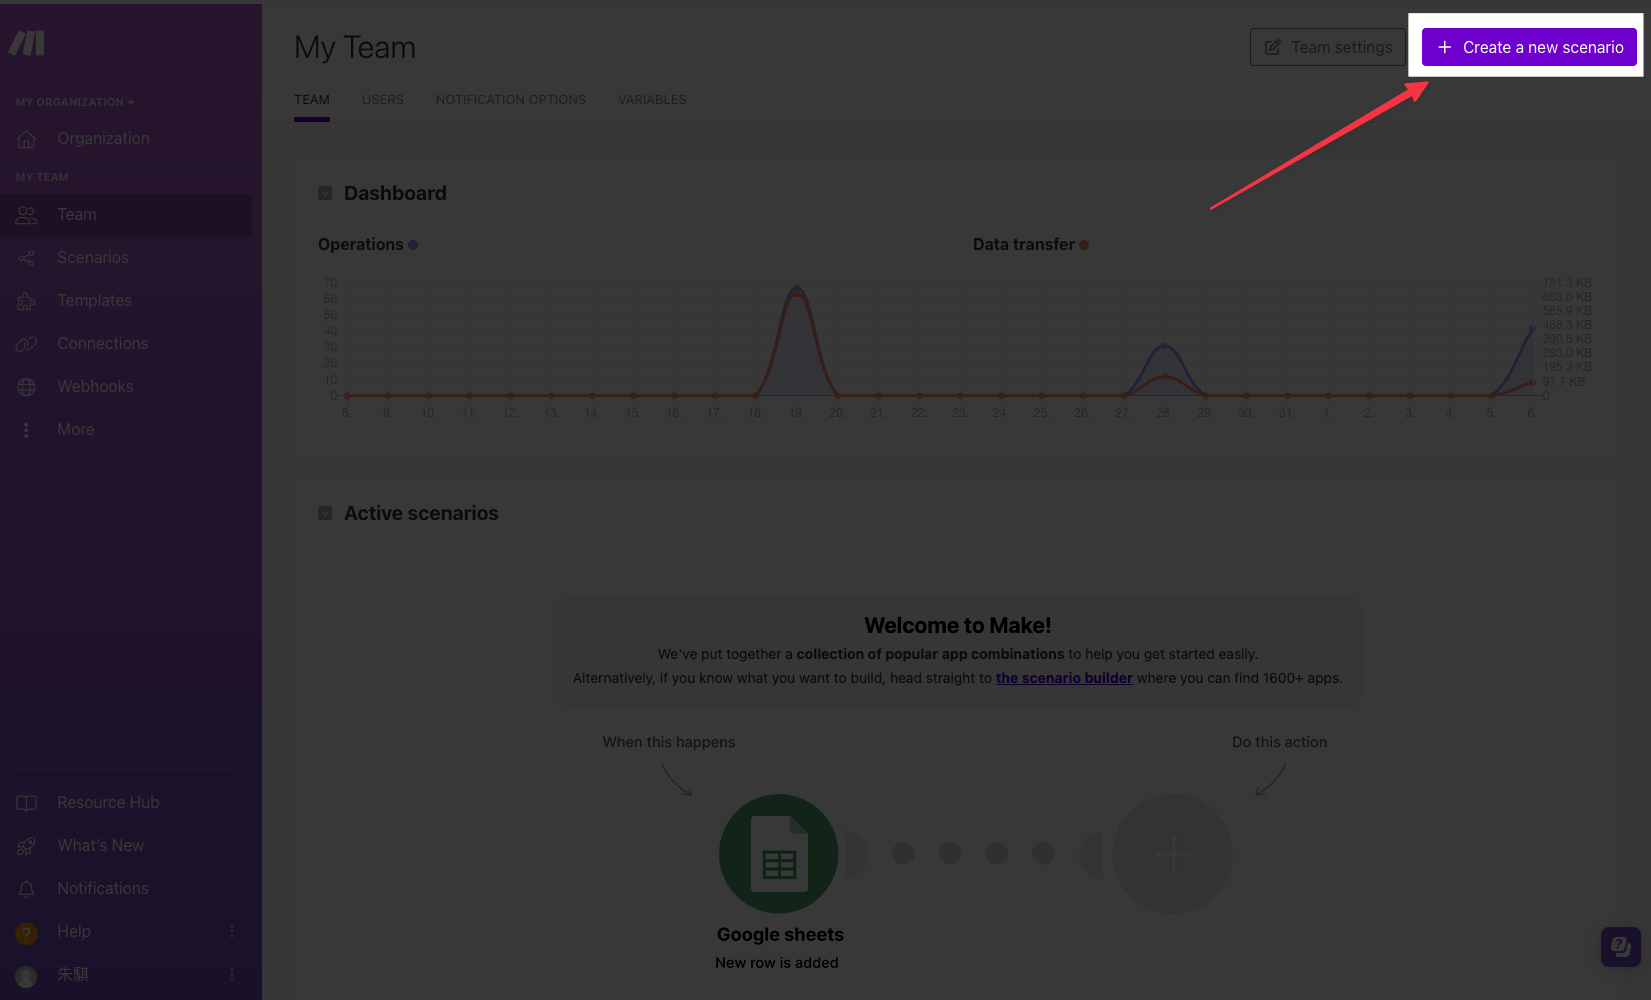 My Team
Team settings
Create a new scenario
TEAM
USERS
NOTIFICATION OPTIONS
VARIABLES
MY ORGANIZATION
Organization
MY TEAM
Team
Scenarios
Templates
Connections
Webhooks
More
Resource Hub
What's New
Notifications
? Help
朱騏
Dashboard
Operations
Data transfer
70
60
50
40
30
20
10
0
781.3 KB
683.6 KB
585.9 KB
488.3 KB
390.6 KB
293.0 KB
195.3 KB
97.7 KB
0
8. 9. 10. 11. 12. 13. 14. 15. 16. 17. 18. 19. 20. 21. 22. 23. 24. 25. 26. 27. 28. 29. 30. 31. 1. 2. 3. 4. 5. 6.
Active scenarios
Welcome to Make!
We've put together a collection of popular app combinations to help you get started easily.
Alternatively, if you know what you want to build, head straight to the scenario builder where you can find 1600+ apps.
When this happens
Do this action
Google sheets
New row is added
?